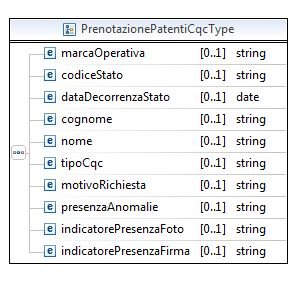 PrenotazionePatentiCqcType
marcaOperativa [0..1] string
codiceStato [0..1] string
dataDecorrenzaStato [0..1] date
cognome [0..1] string
nome [0..1] string
tipoCqc [0..1] string
motivoRichiesta [0..1] string
presenzaAnomalie [0..1] string
indicatorePresenzaFoto [0..1] string
indicatorePresenzaFirma [0..1] string